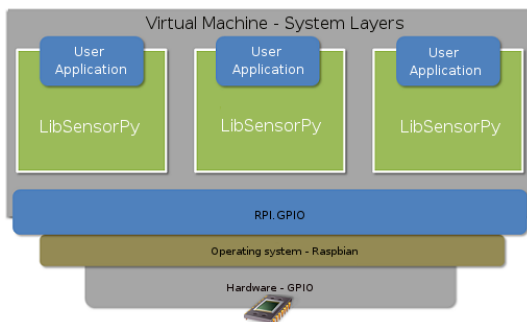 Virtual Machine - System Layers
User
Application
LibSensorPy
User
Application
LibSensorPy
User
Application
LibSensorPy
RPI.GPIO
Operating system - Raspbian
Hardware - GPIO